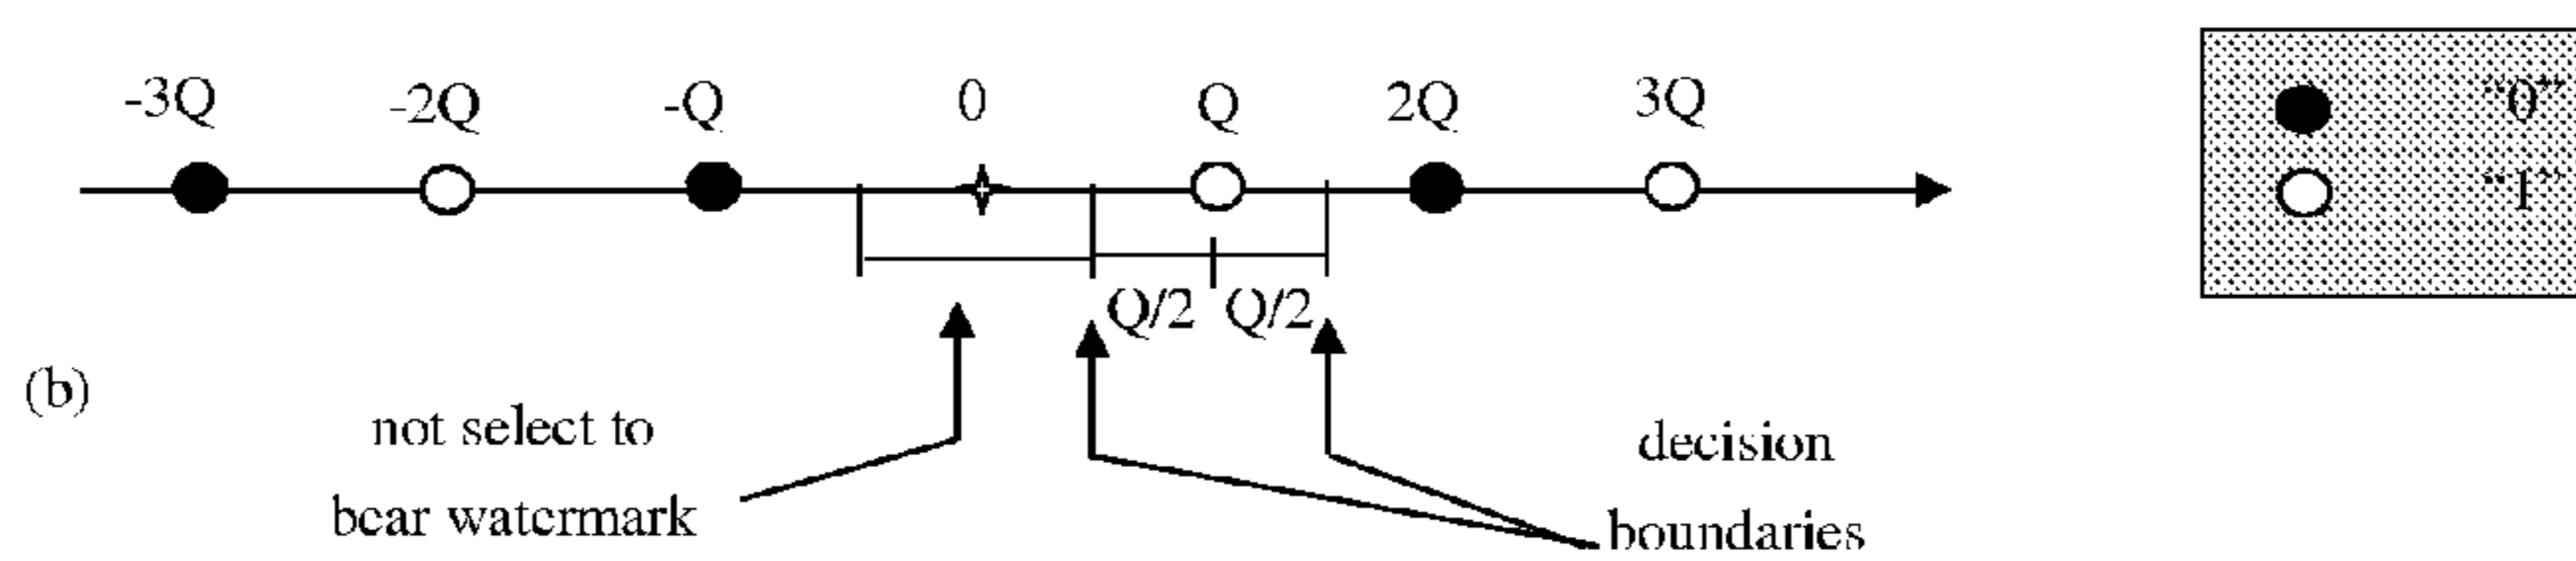 -3Q -2Q -Q 0 Q 2Q 3Q
"0"
"1"
Q/2 Q/2
(b)
not select to
bear watermark
decision
boundaries